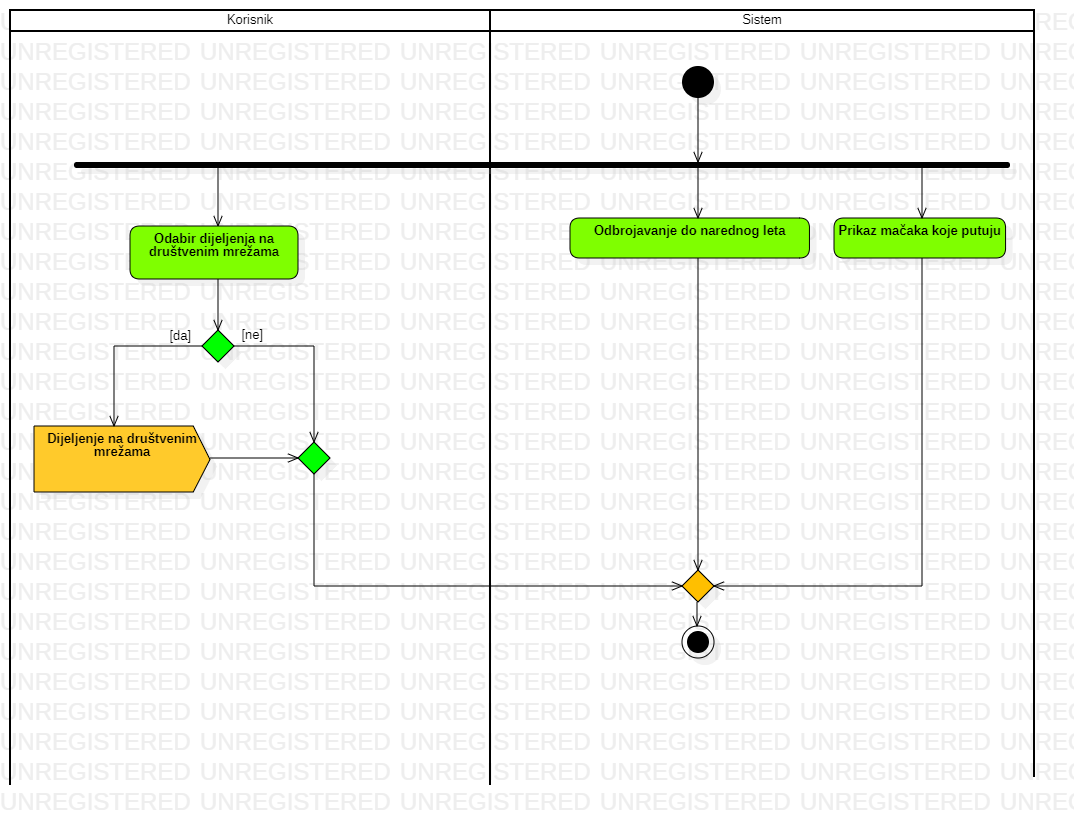 Korisnik
Sistem
Odabir dijeljenja na
društvenim mrežama
Odbrojavanje do narednog leta
Prikaz mačaka koje putuju
[da]
[ne]
Dijeljenje na društvenim
mrežama
UNREGISTERED